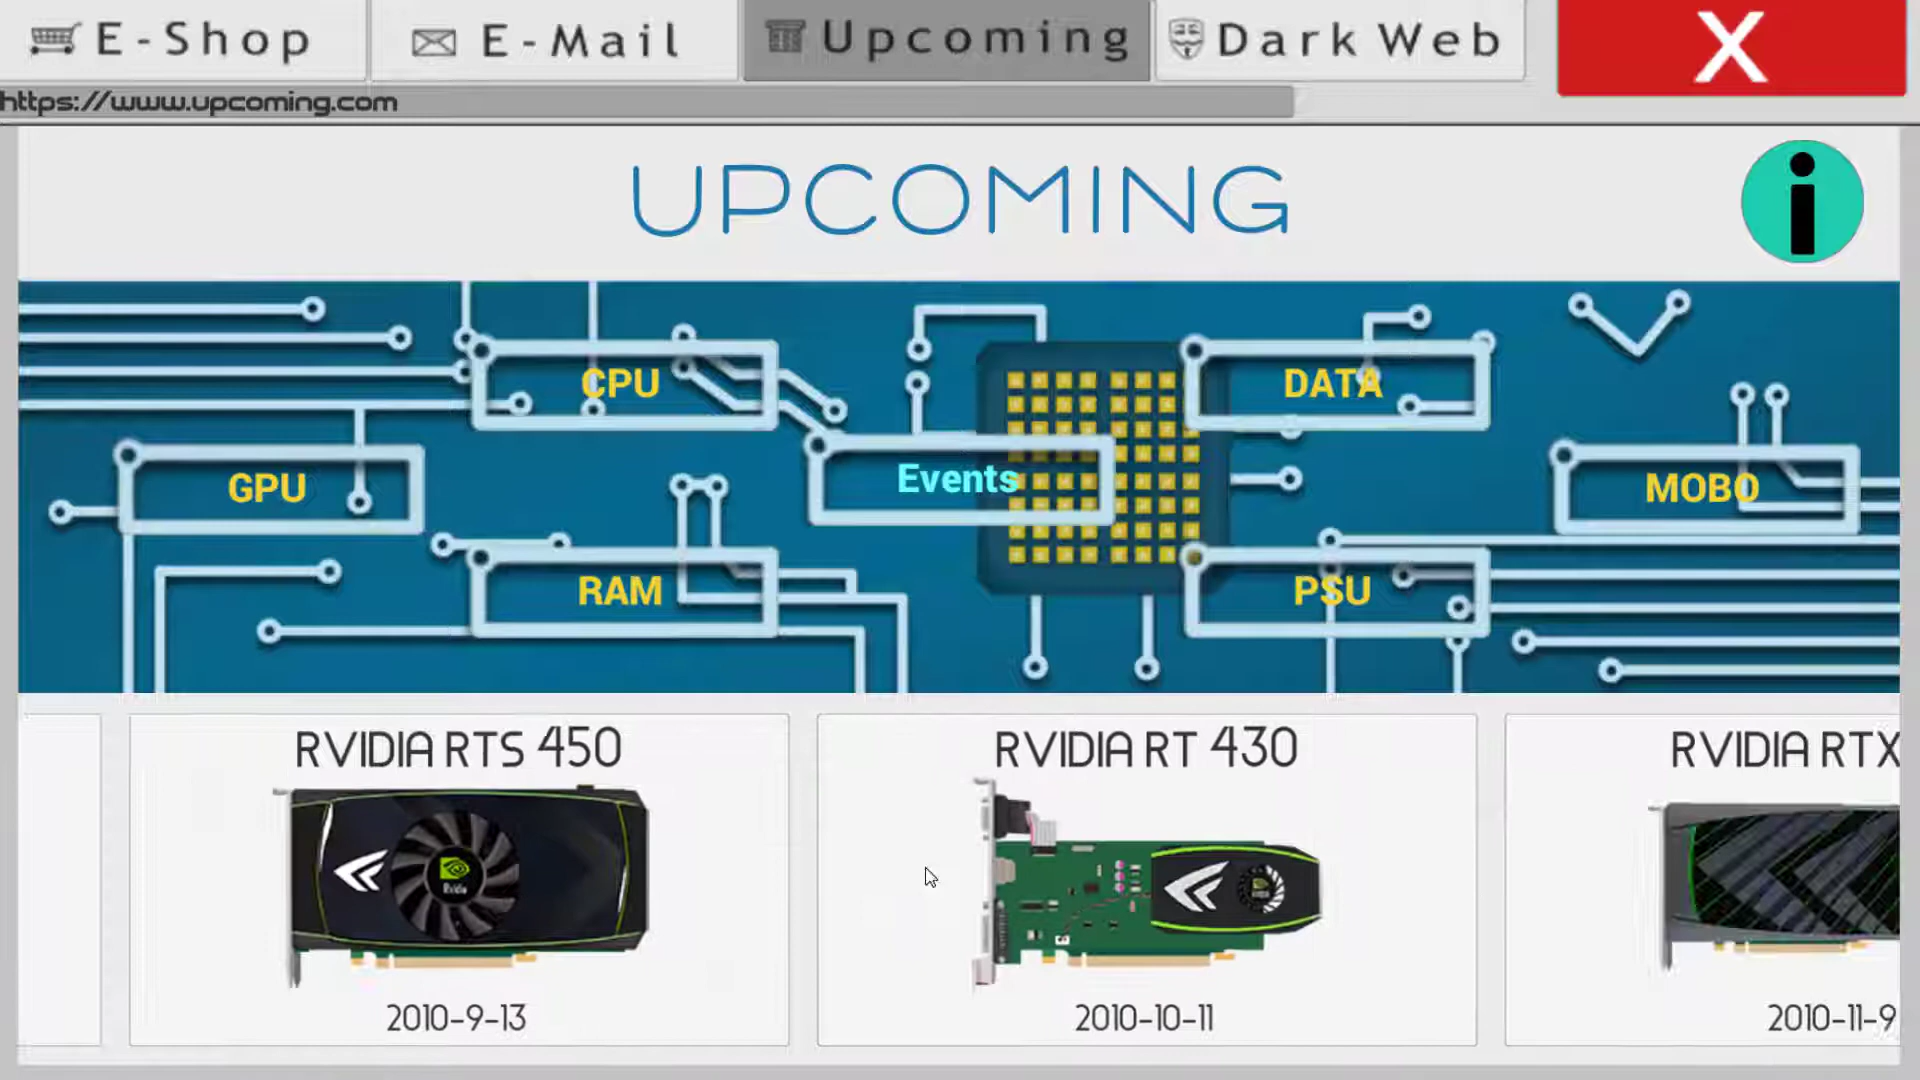 E-Shop
E-Mail
Upcoming
Dark Web
X
https://www.upcoming.com
UPCOMING
i
CPU
DATA
Events
GPU
MOBO
RAM
PSU
RVIDIA RTS 450
RVIDIA RT 430
RVIDIA RTX
Rvidia
2010-9-13
2010-10-11
2010-11-9